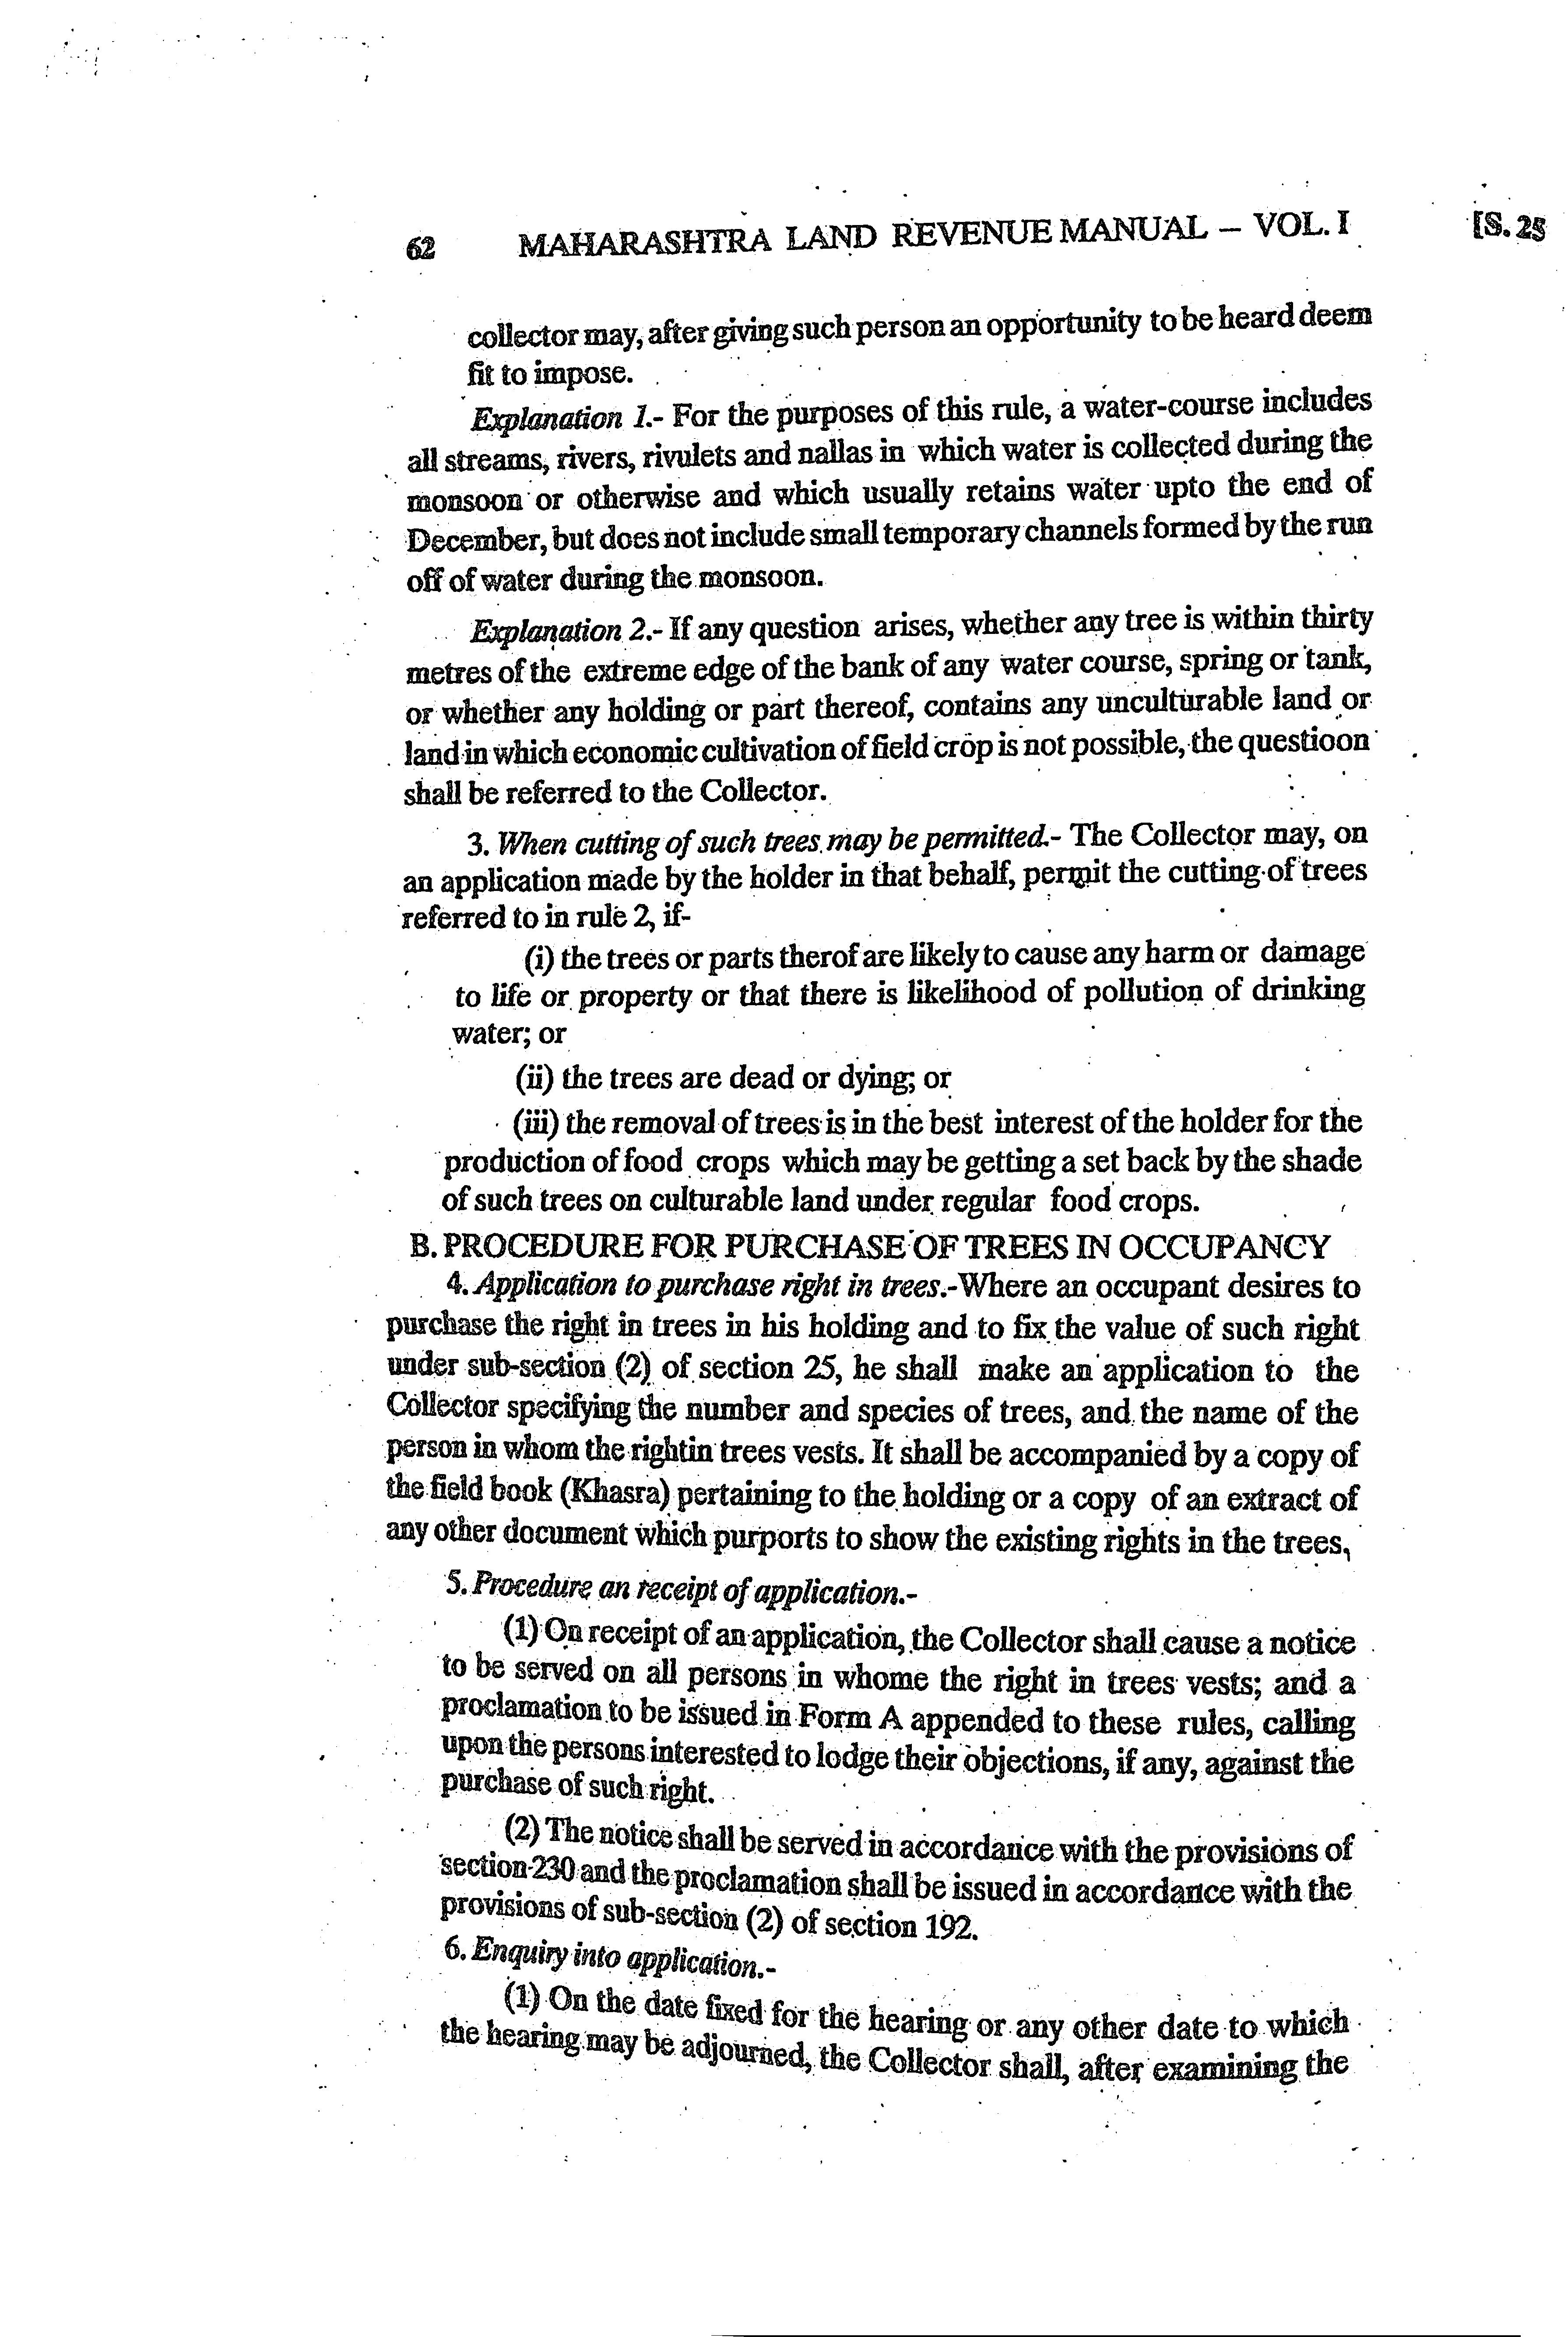 62 MAHARASHTRA LAND REVENUE MANUAL – VOL. I [S. 25
collector may, after giving such person an opportunity to be heard deem
fit to impose.
Explanation 1.- For the purposes of this rule, a water-course includes
all streams, rivers, rivulets and nallas in which water is collected during the
monsoon or otherwise and which usually retains water upto the end of
December, but does not include small temporary channels formed by the run
off of water during the monsoon.
Explanation 2.- If any question arises, whether any tree is within thirty
metres of the extreme edge of the bank of any water course, spring or tank,
or whether any holding or part thereof, contains any unculturable land or
land in which economic cultivation of field crop is not possible, the questioon
shall be referred to the Collector.
3. When cutting of such trees may be permitted.- The Collector may, on
an application made by the holder in that behalf, permit the cutting of trees
referred to in rule 2, if-
(i) the trees or parts therof are likely to cause any harm or damage
to life or property or that there is likelihood of pollution of drinking
water; or
(ii) the trees are dead or dying; or
(iii) the removal of trees is in the best interest of the holder for the
production of food crops which may be getting a set back by the shade
of such trees on culturable land under regular food crops.
B. PROCEDURE FOR PURCHASE OF TREES IN OCCUPANCY
4. Application to purchase right in trees.-Where an occupant desires to
purchase the right in trees in his holding and to fix the value of such right
under sub-section (2) of section 25, he shall make an application to the
Collector specifying the number and species of trees, and the name of the
person in whom the rightin trees vests. It shall be accompanied by a copy of
the field book (Khasra) pertaining to the holding or a copy of an extract of
any other document which purports to show the existing rights in the trees,
5. Procedure an receipt of application.-
(1) On receipt of an application, the Collector shall cause a notice
to be served on all persons in whome the right in trees vests; and a
proclamation to be issued in Form A appended to these rules, calling
upon the persons interested to lodge their objections, if any, against the
purchase of such right.
(2) The notice shall be served in accordance with the provisions of
section 230 and the proclamation shall be issued in accordance with the
provisions of sub-section (2) of section 192.
6. Enquiry into application.-
(1) On the date fixed for the hearing or any other date to which
the hearing may be adjourned, the Collector shall, after examining the